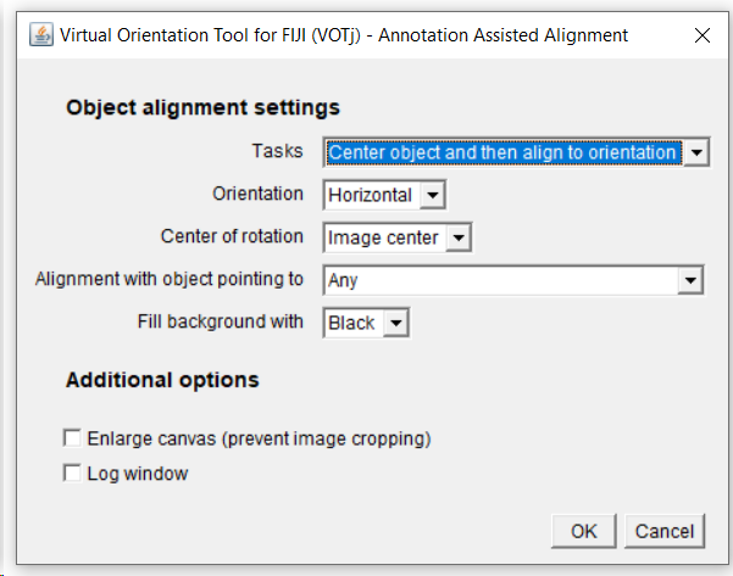 Virtual Orientation Tool for FIJI (VOTj) - Annotation Assisted Alignment
Object alignment settings
Tasks Center object and then align to orientation
Orientation Horizontal
Center of rotation Image center
Alignment with object pointing to Any
Fill background with Black
Additional options
Enlarge canvas (prevent image cropping)
Log window
OK Cancel